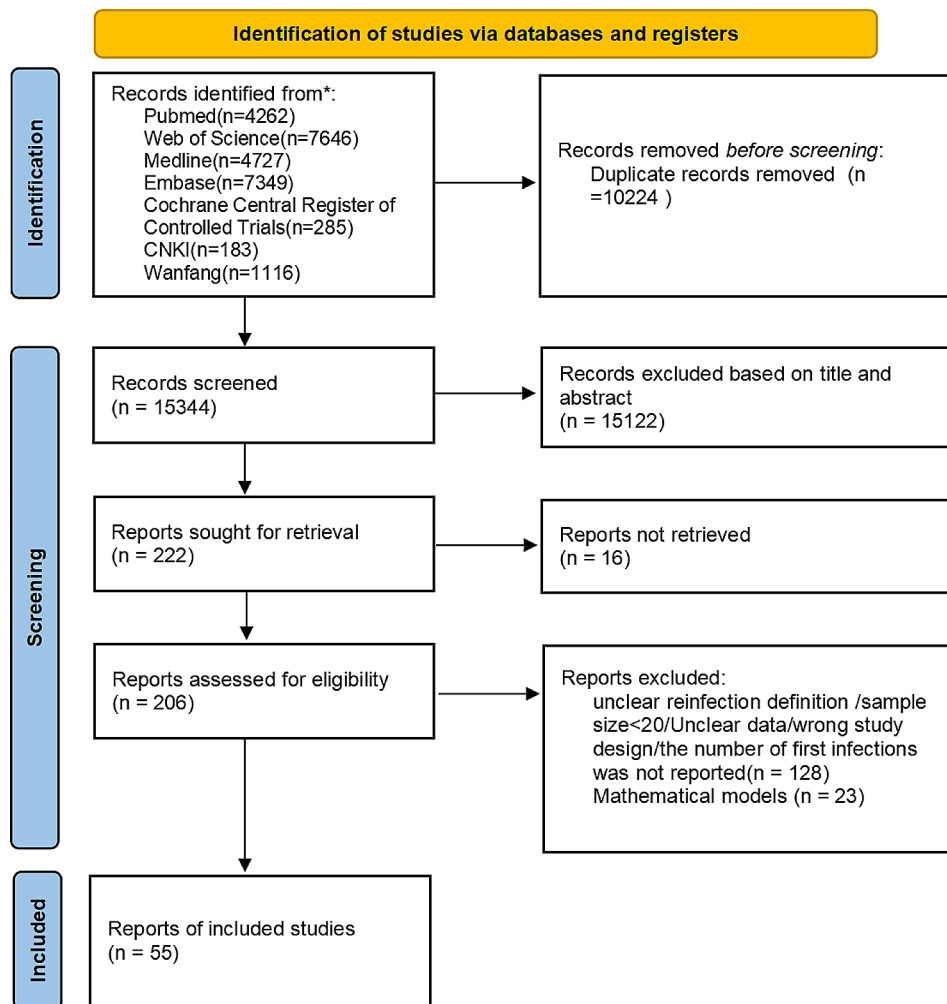 Identification of studies via databases and registers
Identification
Records identified from*:
Pubmed(n=4262)
Web of Science(n=7646)
Medline(n=4727)
Embase(n=7349)
Cochrane Central Register of
Controlled Trials(n=285)
CNKI(n=183)
Wanfang(n=1116)
Records removed before screening:
Duplicate records removed (n
=10224 )
Screening
Records screened
(n = 15344)
Records excluded based on title and
abstract
(n = 15122)
Reports sought for retrieval
(n = 222)
Reports not retrieved
(n = 16)
Reports assessed for eligibility
(n = 206)
Reports excluded:
unclear reinfection definition /sample
size<20/Unclear data/wrong study
design/the number of first infections
was not reported(n = 128)
Mathematical models (n = 23)
Included
Reports of included studies
(n = 55)